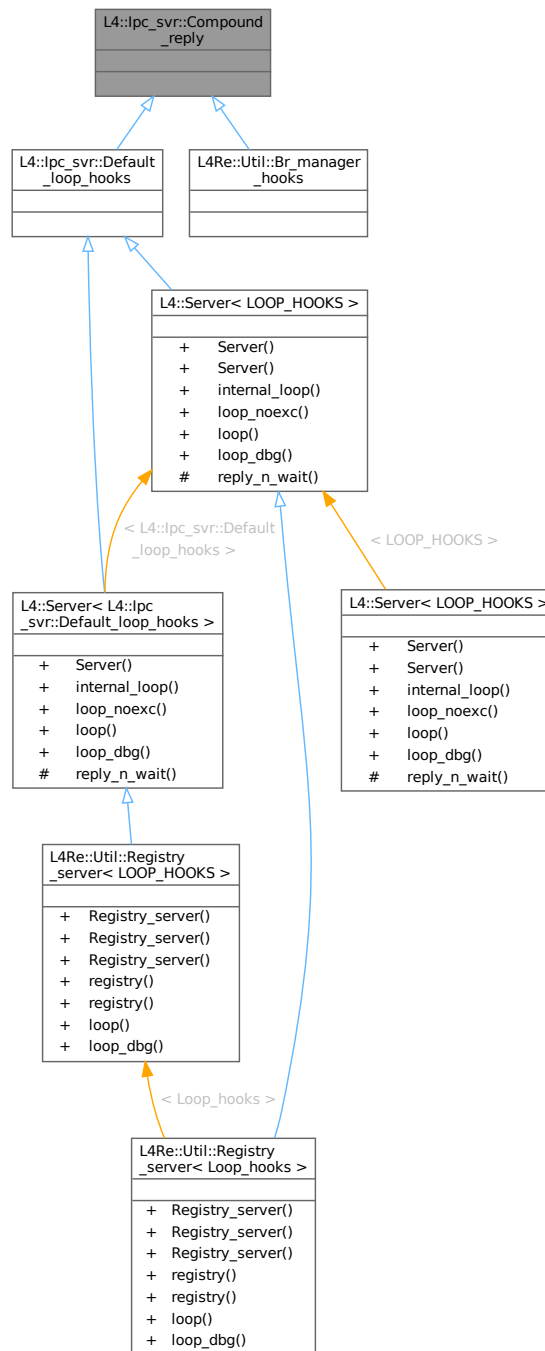 L4::Ipc_svr::Compound
_reply
L4::Ipc_svr::Default
_loop_hooks
L4Re::Util::Br_manager
_hooks
L4::Server< LOOP_HOOKS >
+ Server()
+ Server()
+ internal_loop()
+ loop_noexc()
+ loop()
+ loop_dbg()
# reply_n_wait()
< L4::Ipc_svr::Default
_loop_hooks >
< LOOP_HOOKS >
L4::Server< L4::Ipc
_svr::Default_loop_hooks >
+ Server()
+ internal_loop()
+ loop_noexc()
+ loop()
+ loop_dbg()
# reply_n_wait()
L4::Server< LOOP_HOOKS >
+ Server()
+ Server()
+ internal_loop()
+ loop_noexc()
+ loop()
+ loop_dbg()
# reply_n_wait()
L4Re::Util::Registry
_server< LOOP_HOOKS >
+ Registry_server()
+ Registry_server()
+ Registry_server()
+ registry()
+ registry()
+ loop()
+ loop_dbg()
< Loop_hooks >
L4Re::Util::Registry
_server< Loop_hooks >
+ Registry_server()
+ Registry_server()
+ Registry_server()
+ registry()
+ registry()
+ loop()
+ loop_dbg()